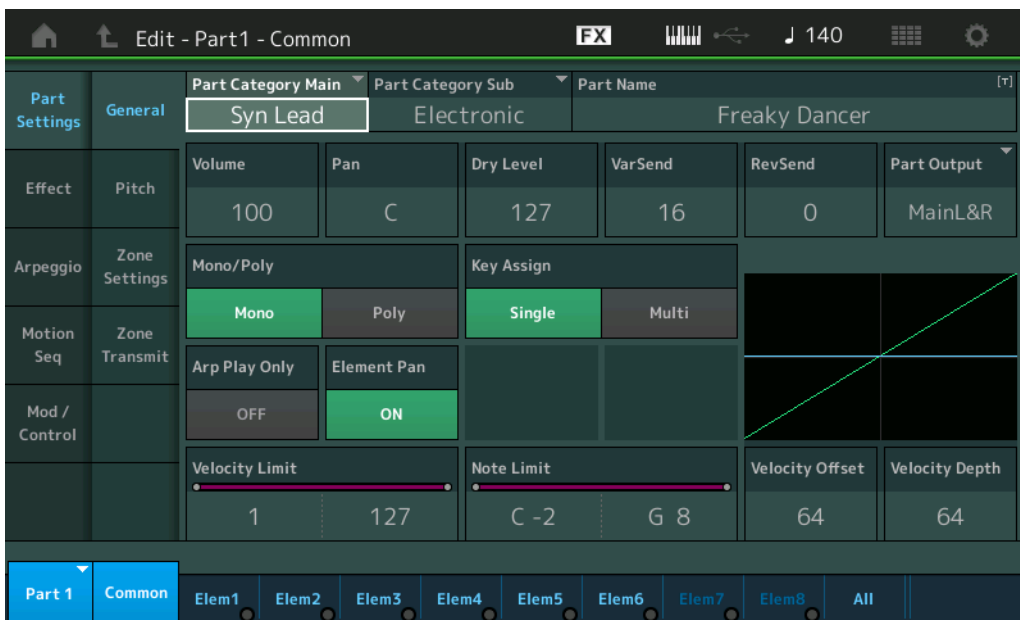 Edit - Part1 - Common
FX
♩ 140
Part Settings
General
Part Category Main
Syn Lead
Part Category Sub
Electronic
Part Name
[T]
Freaky Dancer
Effect
Pitch
Volume
100
Pan
C
Dry Level
127
VarSend
16
RevSend
0
Part Output
MainL&R
Arpeggio
Zone Settings
Mono/Poly
Mono
Poly
Key Assign
Single
Multi
Motion Seq
Zone Transmit
Arp Play Only
OFF
Element Pan
ON
Mod / Control
Velocity Limit
1
127
Note Limit
C -2
G 8
Velocity Offset
64
Velocity Depth
64
Part 1
Common
Elem1
Elem2
Elem3
Elem4
Elem5
Elem6
Elem7
Elem8
All